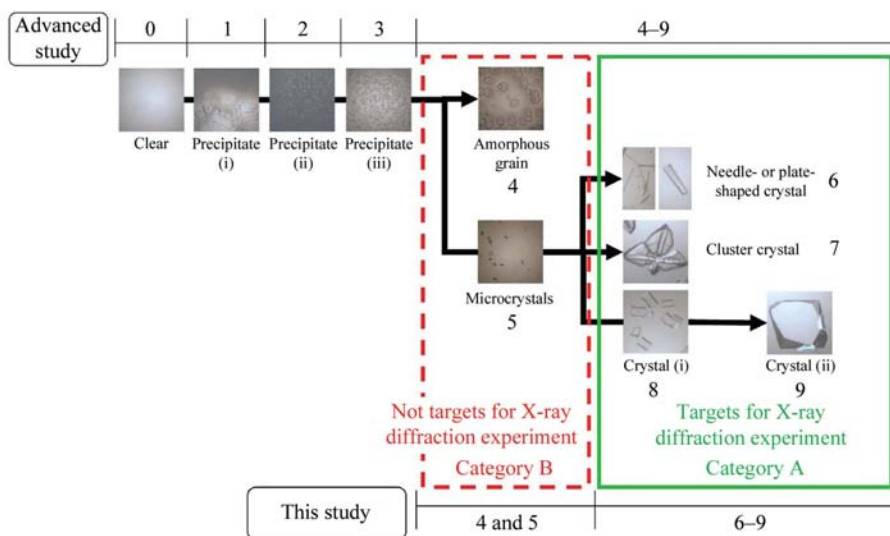 Advanced
study
0
1
2
3
4–9
Clear
Precipitate
(i)
Precipitate
(ii)
Precipitate
(iii)
Amorphous
grain
4
Microcrystals
5
Needle- or plate-
shaped crystal
6
Cluster crystal
7
Crystal (i)
8
Crystal (ii)
9
Not targets for X-ray
diffraction experiment
Category B
Targets for X-ray
diffraction experiment
Category A
This study
4 and 5
6–9